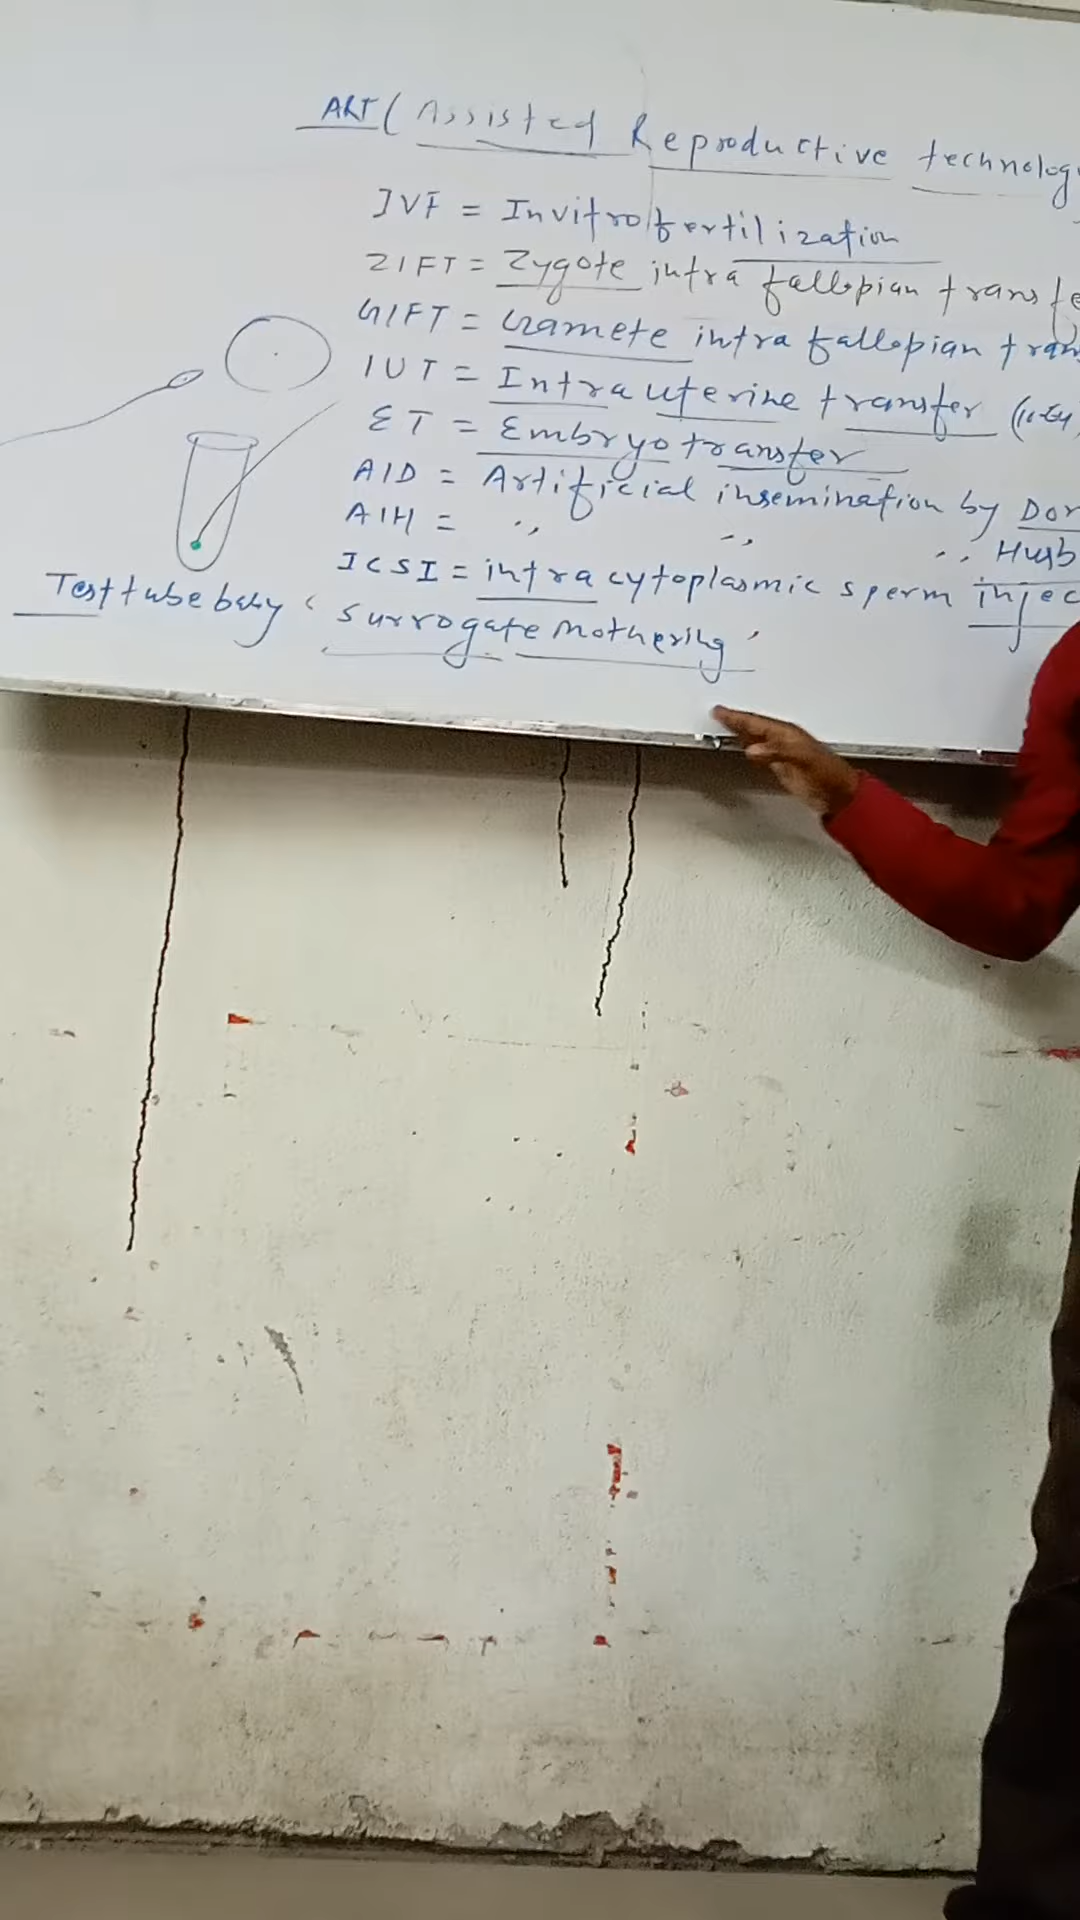 ART (Assisted Reproductive technology
IVF = Invitro fertilization
ZIFT = Zygote intra fallopian transfe
GIFT = Gamete intra fallopian tran
IUT = Intra uterine transfer
ET = Embryo transfer
AID = Artificial insemination by Don
AIH = ,, ,, ,, Husb
ICSI = intra cytoplasmic sperm injec
Test tube baby ‘surrogate mothering’